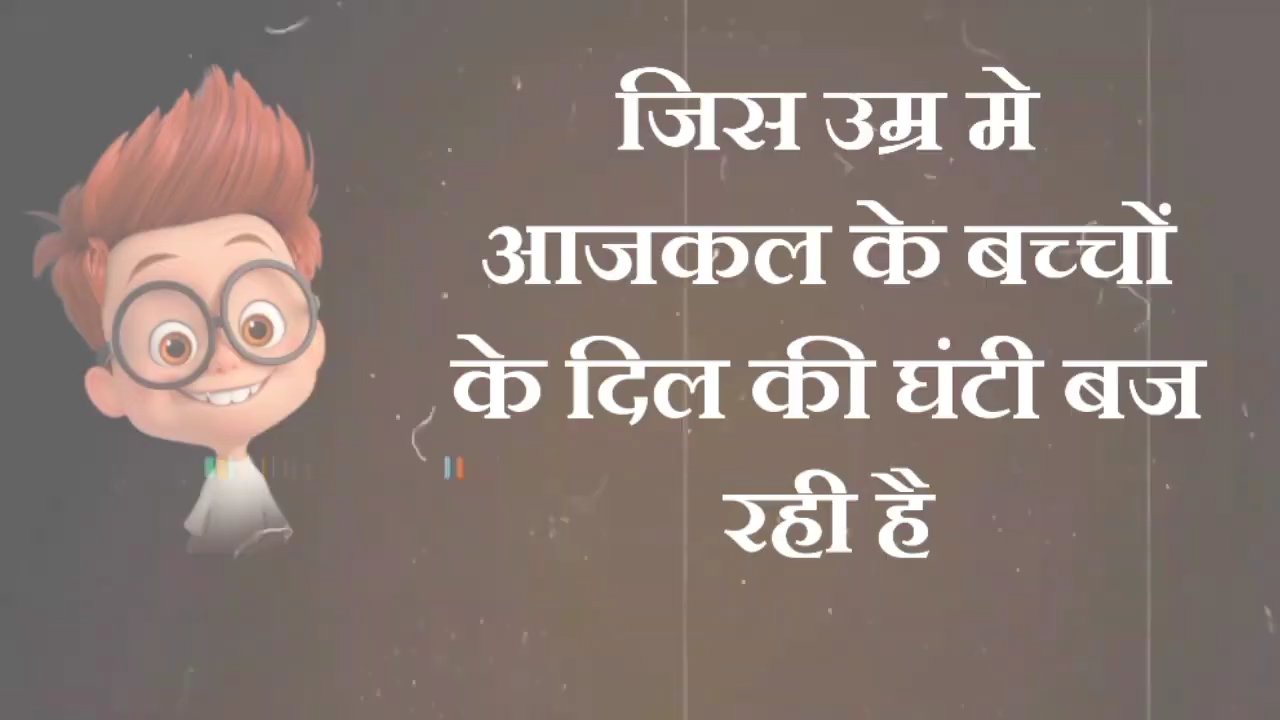 जिस उम्र मे
आजकल के बच्चों
के दिल की घंटी बज
रही है